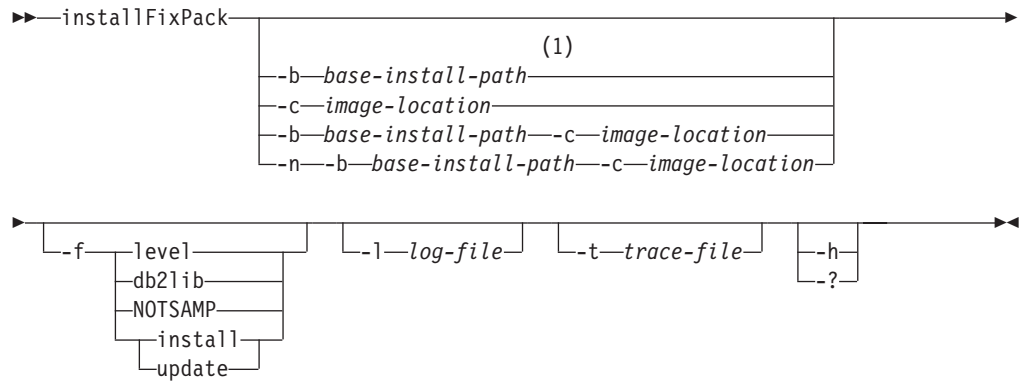 installFixPack
(1)
-b base-install-path
-c image-location
-b base-install-path -c image-location
-n -b base-install-path -c image-location
-f level -l log-file -t trace-file -h
db2lib -?
NOTSAMP
install
update